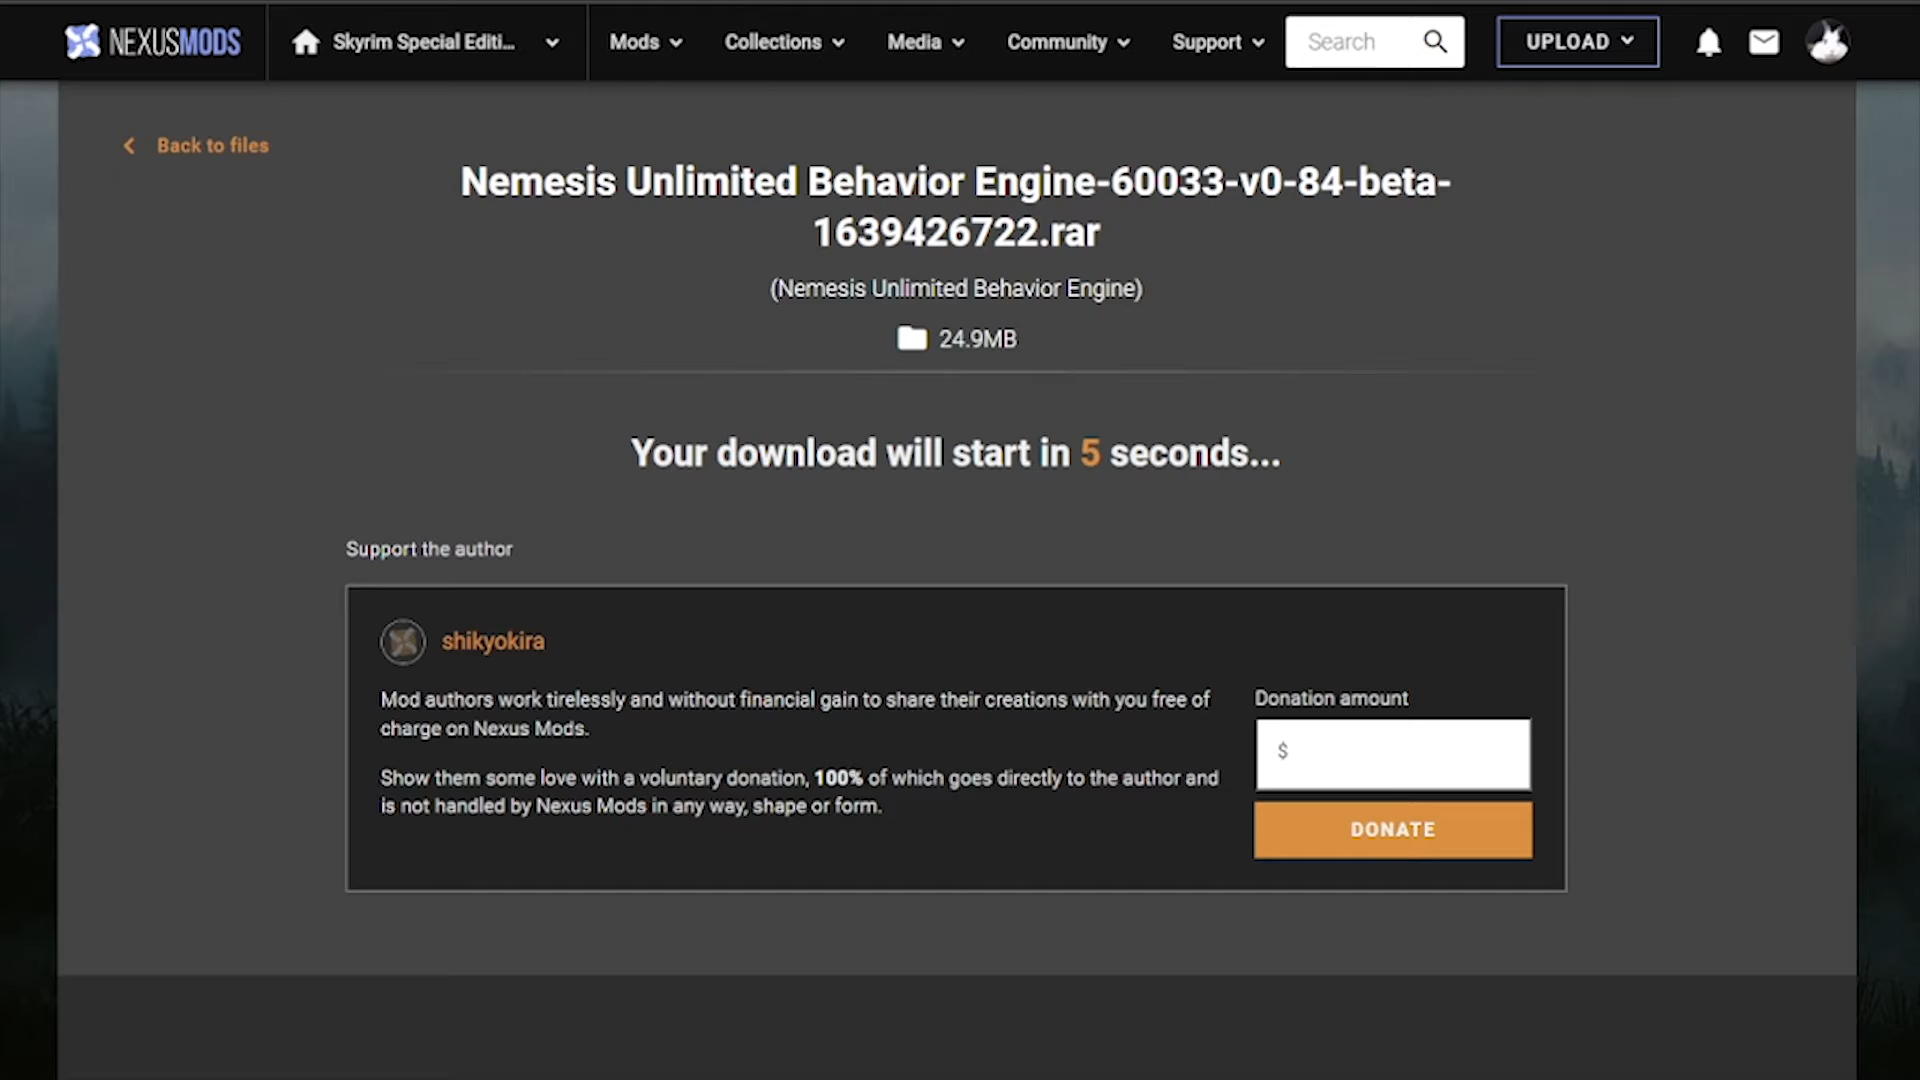 NEXUSMODS
Skyrim Special Editi...
Mods
Collections
Media
Community
Support
Search
UPLOAD
Back to files
Nemesis Unlimited Behavior Engine-60033-v0-84-beta-
1639426722.rar
(Nemesis Unlimited Behavior Engine)
24.9MB
Your download will start in 5 seconds...
Support the author
shikyokira
Mod authors work tirelessly and without financial gain to share their creations with you free of
charge on Nexus Mods.
Show them some love with a voluntary donation, 100% of which goes directly to the author and
is not handled by Nexus Mods in any way, shape or form.
Donation amount
$
DONATE